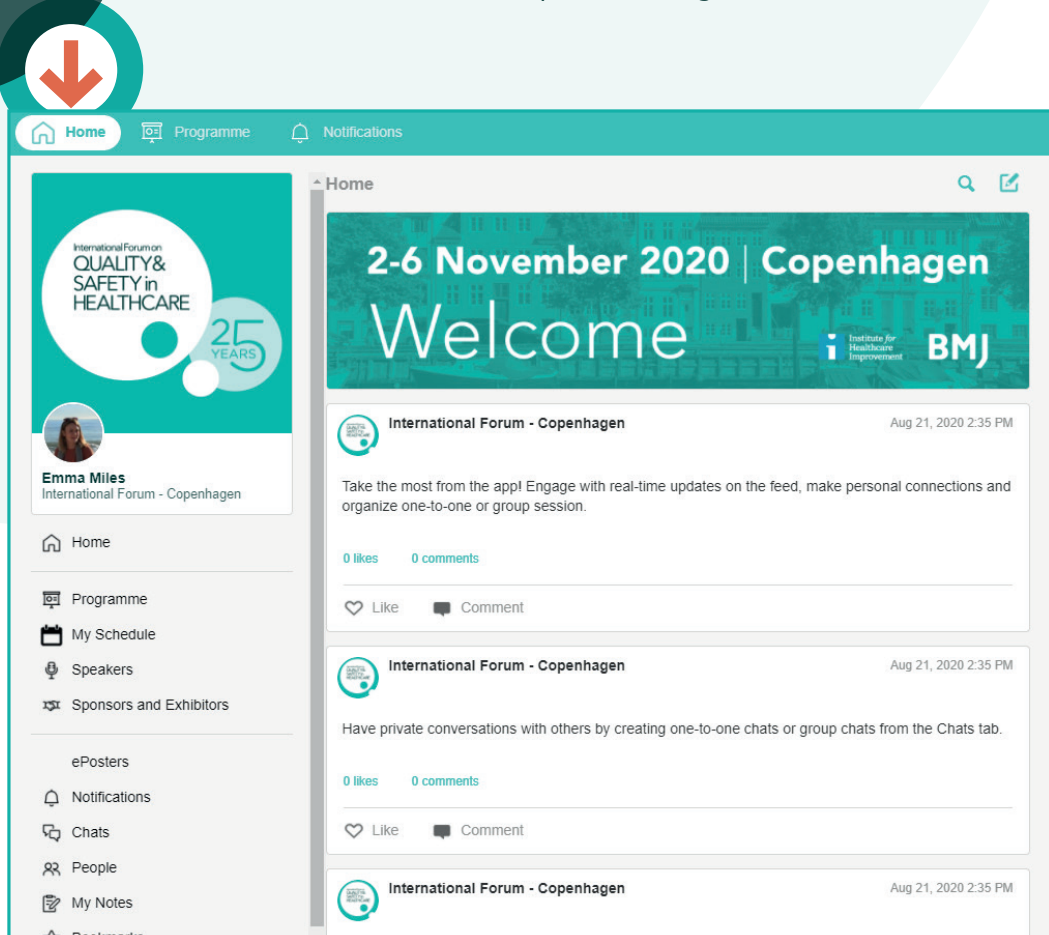 Home
Programme
Notifications
International Forum on
QUALITY &
SAFETY in
HEALTHCARE
25
YEARS
Emma Miles
International Forum - Copenhagen
Home
Programme
My Schedule
Speakers
Sponsors and Exhibitors
ePosters
Notifications
Chats
People
My Notes
Home
2-6 November 2020 | Copenhagen
Welcome
Institute for
Healthcare
Improvement
BMJ
International Forum - Copenhagen
Aug 21, 2020 2:35 PM
Take the most from the app! Engage with real-time updates on the feed, make personal connections and
organize one-to-one or group session.
0 likes 0 comments
Like Comment
International Forum - Copenhagen
Aug 21, 2020 2:35 PM
Have private conversations with others by creating one-to-one chats or group chats from the Chats tab.
0 likes 0 comments
Like Comment
International Forum - Copenhagen
Aug 21, 2020 2:35 PM